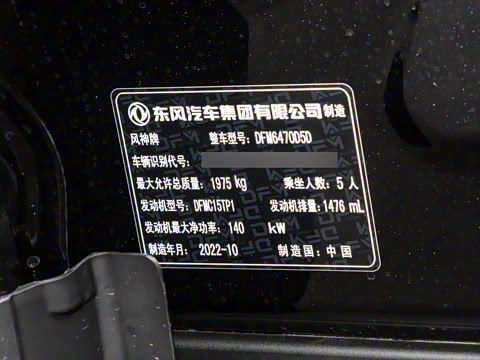 东风汽车集团有限公司 制造
风神牌 整车型号: DFM6470D5D
车辆识别代号:
最大允许总质量: 1975 kg 乘坐人数: 5 人
发动机型号: DFMC15TP1 发动机排量: 1476 mL
发动机最大净功率: 140 kW
制造年月: 2022-10 制造国: 中国